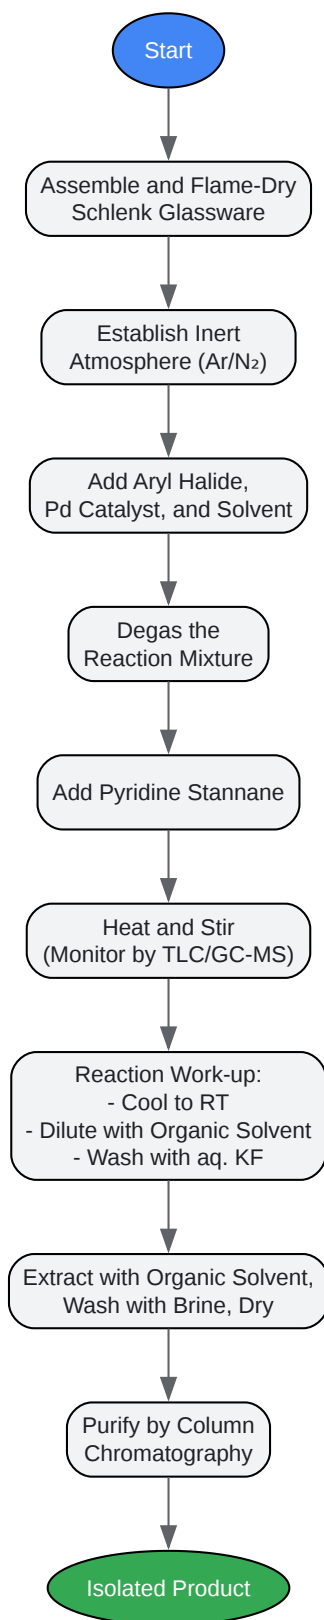 Start
Assemble and Flame-Dry
Schlenk Glassware
Establish Inert
Atmosphere (Ar/N₂)
Add Aryl Halide,
Pd Catalyst, and Solvent
Degas the
Reaction Mixture
Add Pyridine Stannane
Heat and Stir
(Monitor by TLC/GC-MS)
Reaction Work-up:
- Cool to RT
- Dilute with Organic Solvent
- Wash with aq. KF
Extract with Organic Solvent,
Wash with Brine, Dry
Purify by Column
Chromatography
Isolated Product